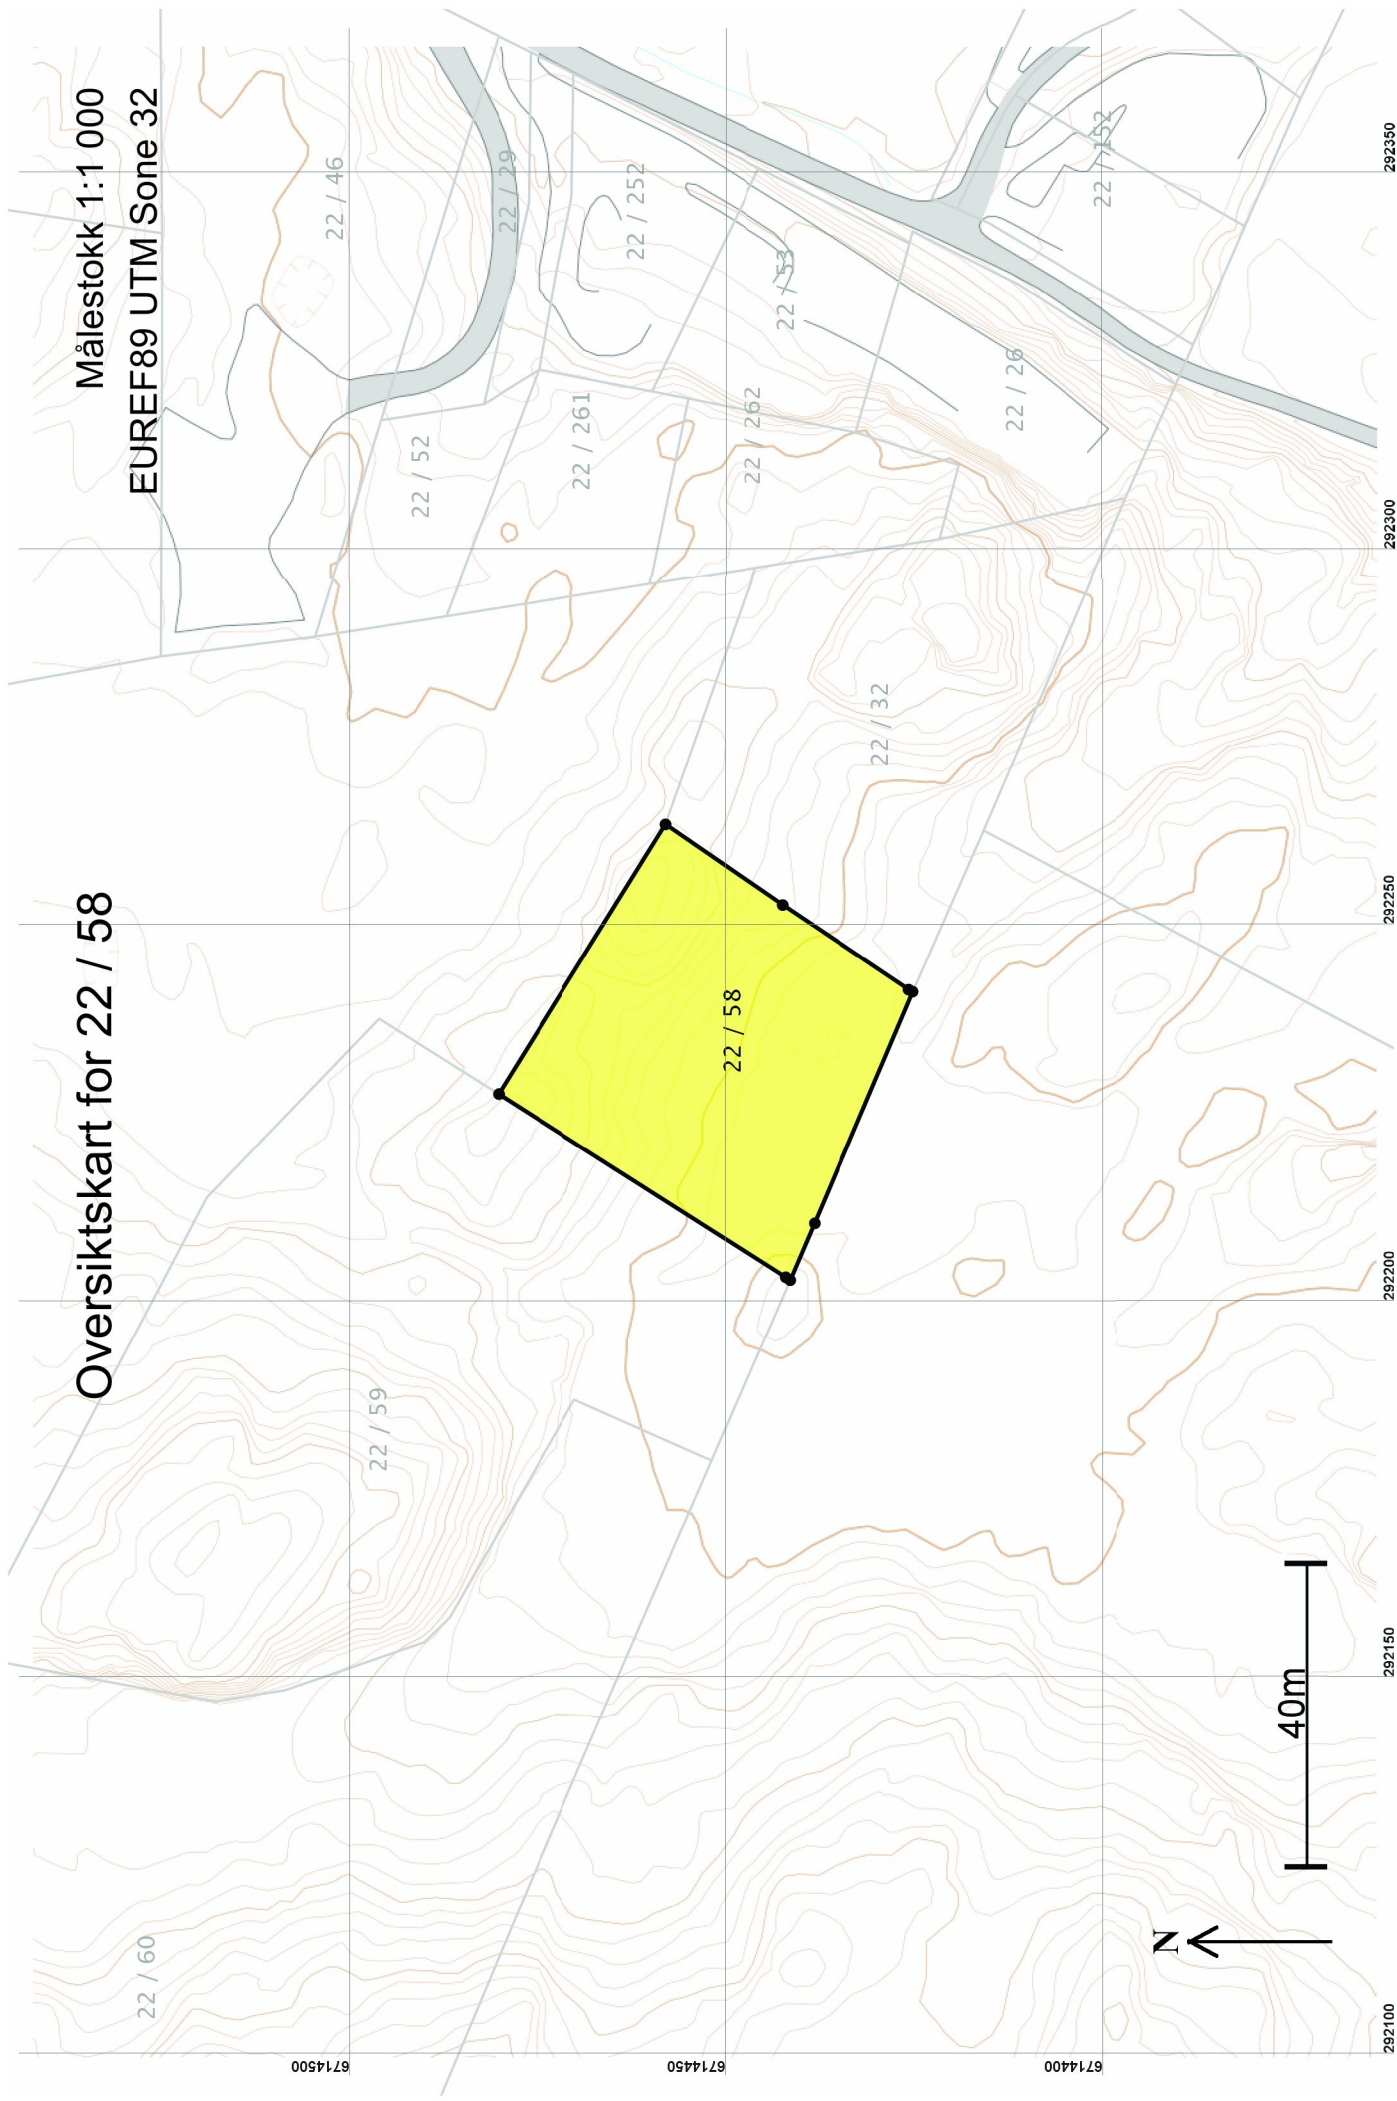 Oversiktskart for 22 / 58
Målestokk 1:1 000
EUREF89 UTM Sone 32
22 / 60
22 / 59
22 / 46
22 / 52
22 / 29
22 / 261
22 / 252
22 / 58
22 / 262
22 / 53
22 / 32
22 / 26
22 / 152
6714500
6714450
6714400
292100
292150
292200
292250
292300
292350
N
40m